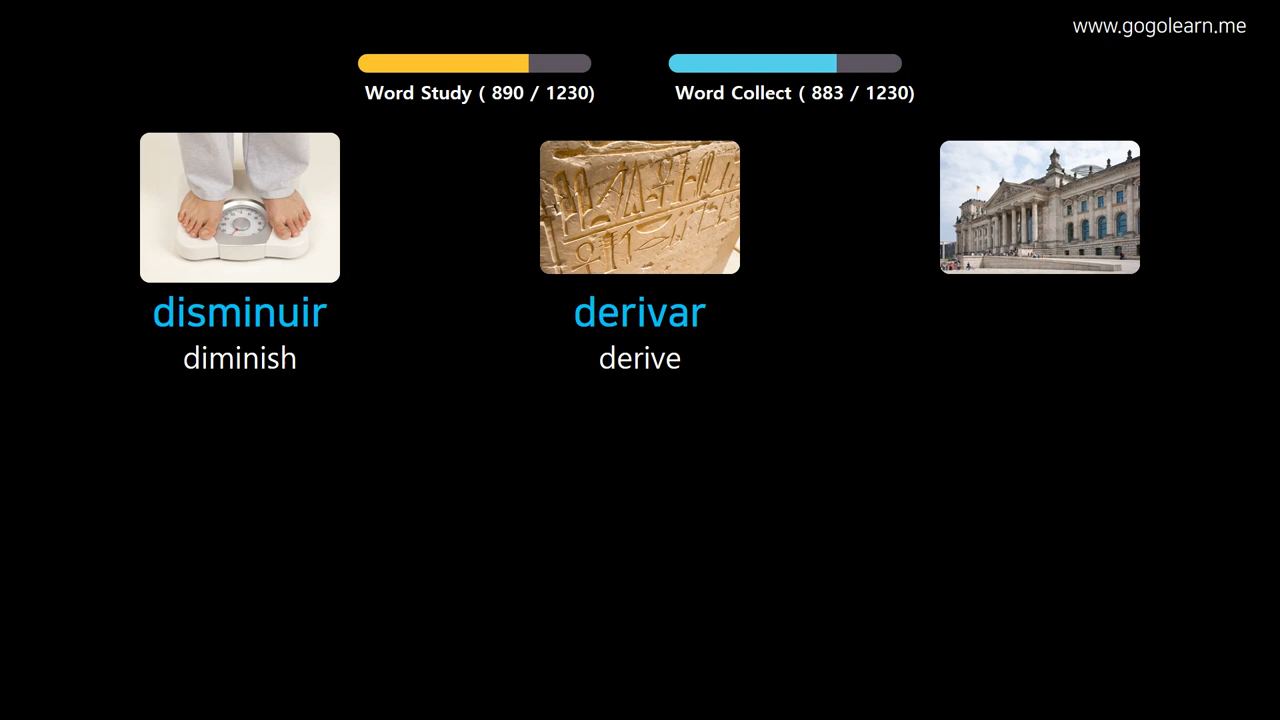 www.gogolearn.me
Word Study ( 890 / 1230)
Word Collect ( 883 / 1230)
disminuir
diminish
derivar
derive